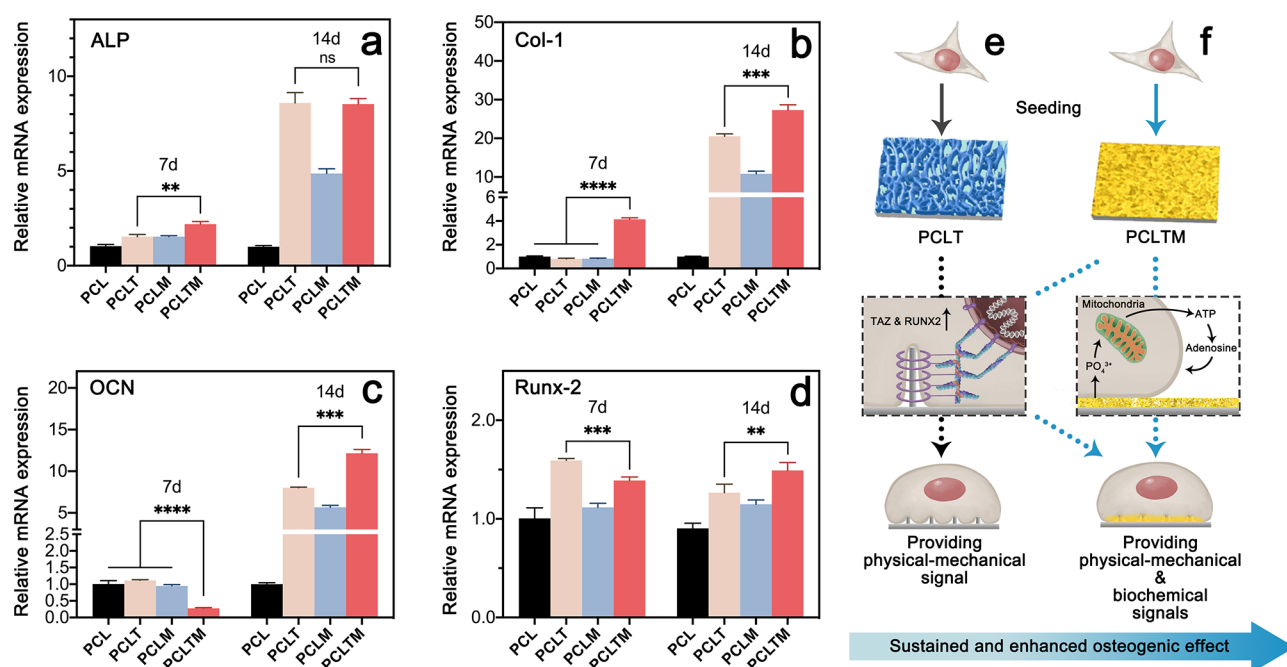 ALP
a
14d
ns
7d
**
Relative mRNA expression
10
5
1
0
PCL
PCLT
PCLM
PCLTM
PCL
PCLT
PCLM
PCLTM
Col-1
b
14d
***
7d
****
Relative mRNA expression
50
40
30
20
10
6
4
2
1
0
PCL
PCLT
PCLM
PCLTM
PCL
PCLT
PCLM
PCLTM
OCN
c
14d
***
7d
****
Relative mRNA expression
20
15
10
5
2.5
2.0
1.5
1.0
0.5
0.0
PCL
PCLT
PCLM
PCLTM
PCL
PCLT
PCLM
PCLTM
Runx-2
d
7d
***
14d
**
Relative mRNA expression
2.0
1.0
0.0
PCL
PCLT
PCLM
PCLTM
PCL
PCLT
PCLM
PCLTM
e
f
Seeding
PCLT
PCLTM
TAZ & RUNX2
Mitochondria
ATP
Adenosine
PO₄³⁺
Providing
physical-mechanical
signal
Providing
physical-mechanical
&
biochemical
signals
Sustained and enhanced osteogenic effect